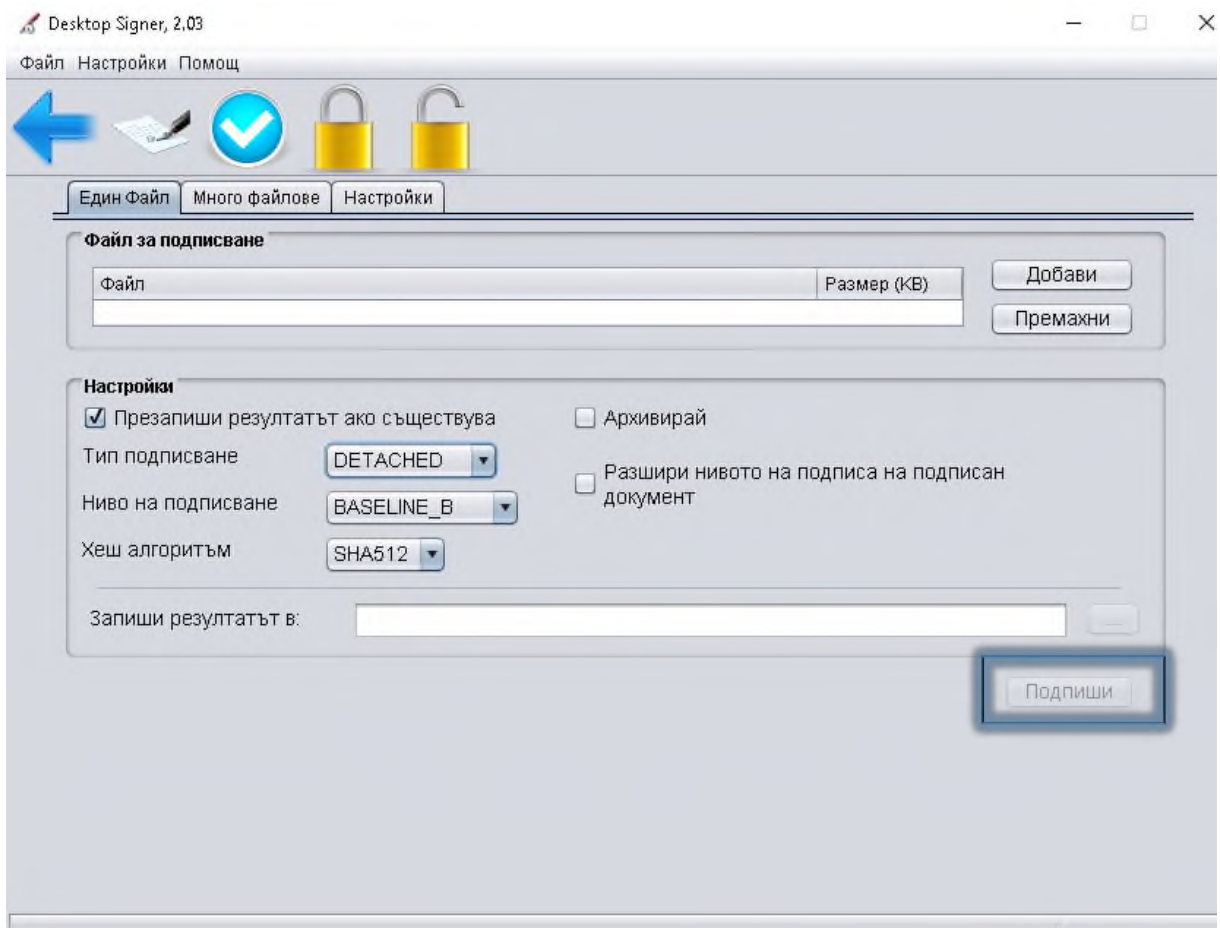 Desktop Signer, 2.03
Файл Настройки Помощ
Един Файл Много файлове Настройки
Файл за подписване
Файл Размер (KB) Добави
Премахни
Настройки
Презапиши резултатът ако съществува Архивирай
Тип подписване DETACHED
Разшири нивото на подписа на подписан
документ
Ниво на подписване BASELINE_B
Хеш алгоритъм SHA512
Запиши резултатът в: ...
Подпиши